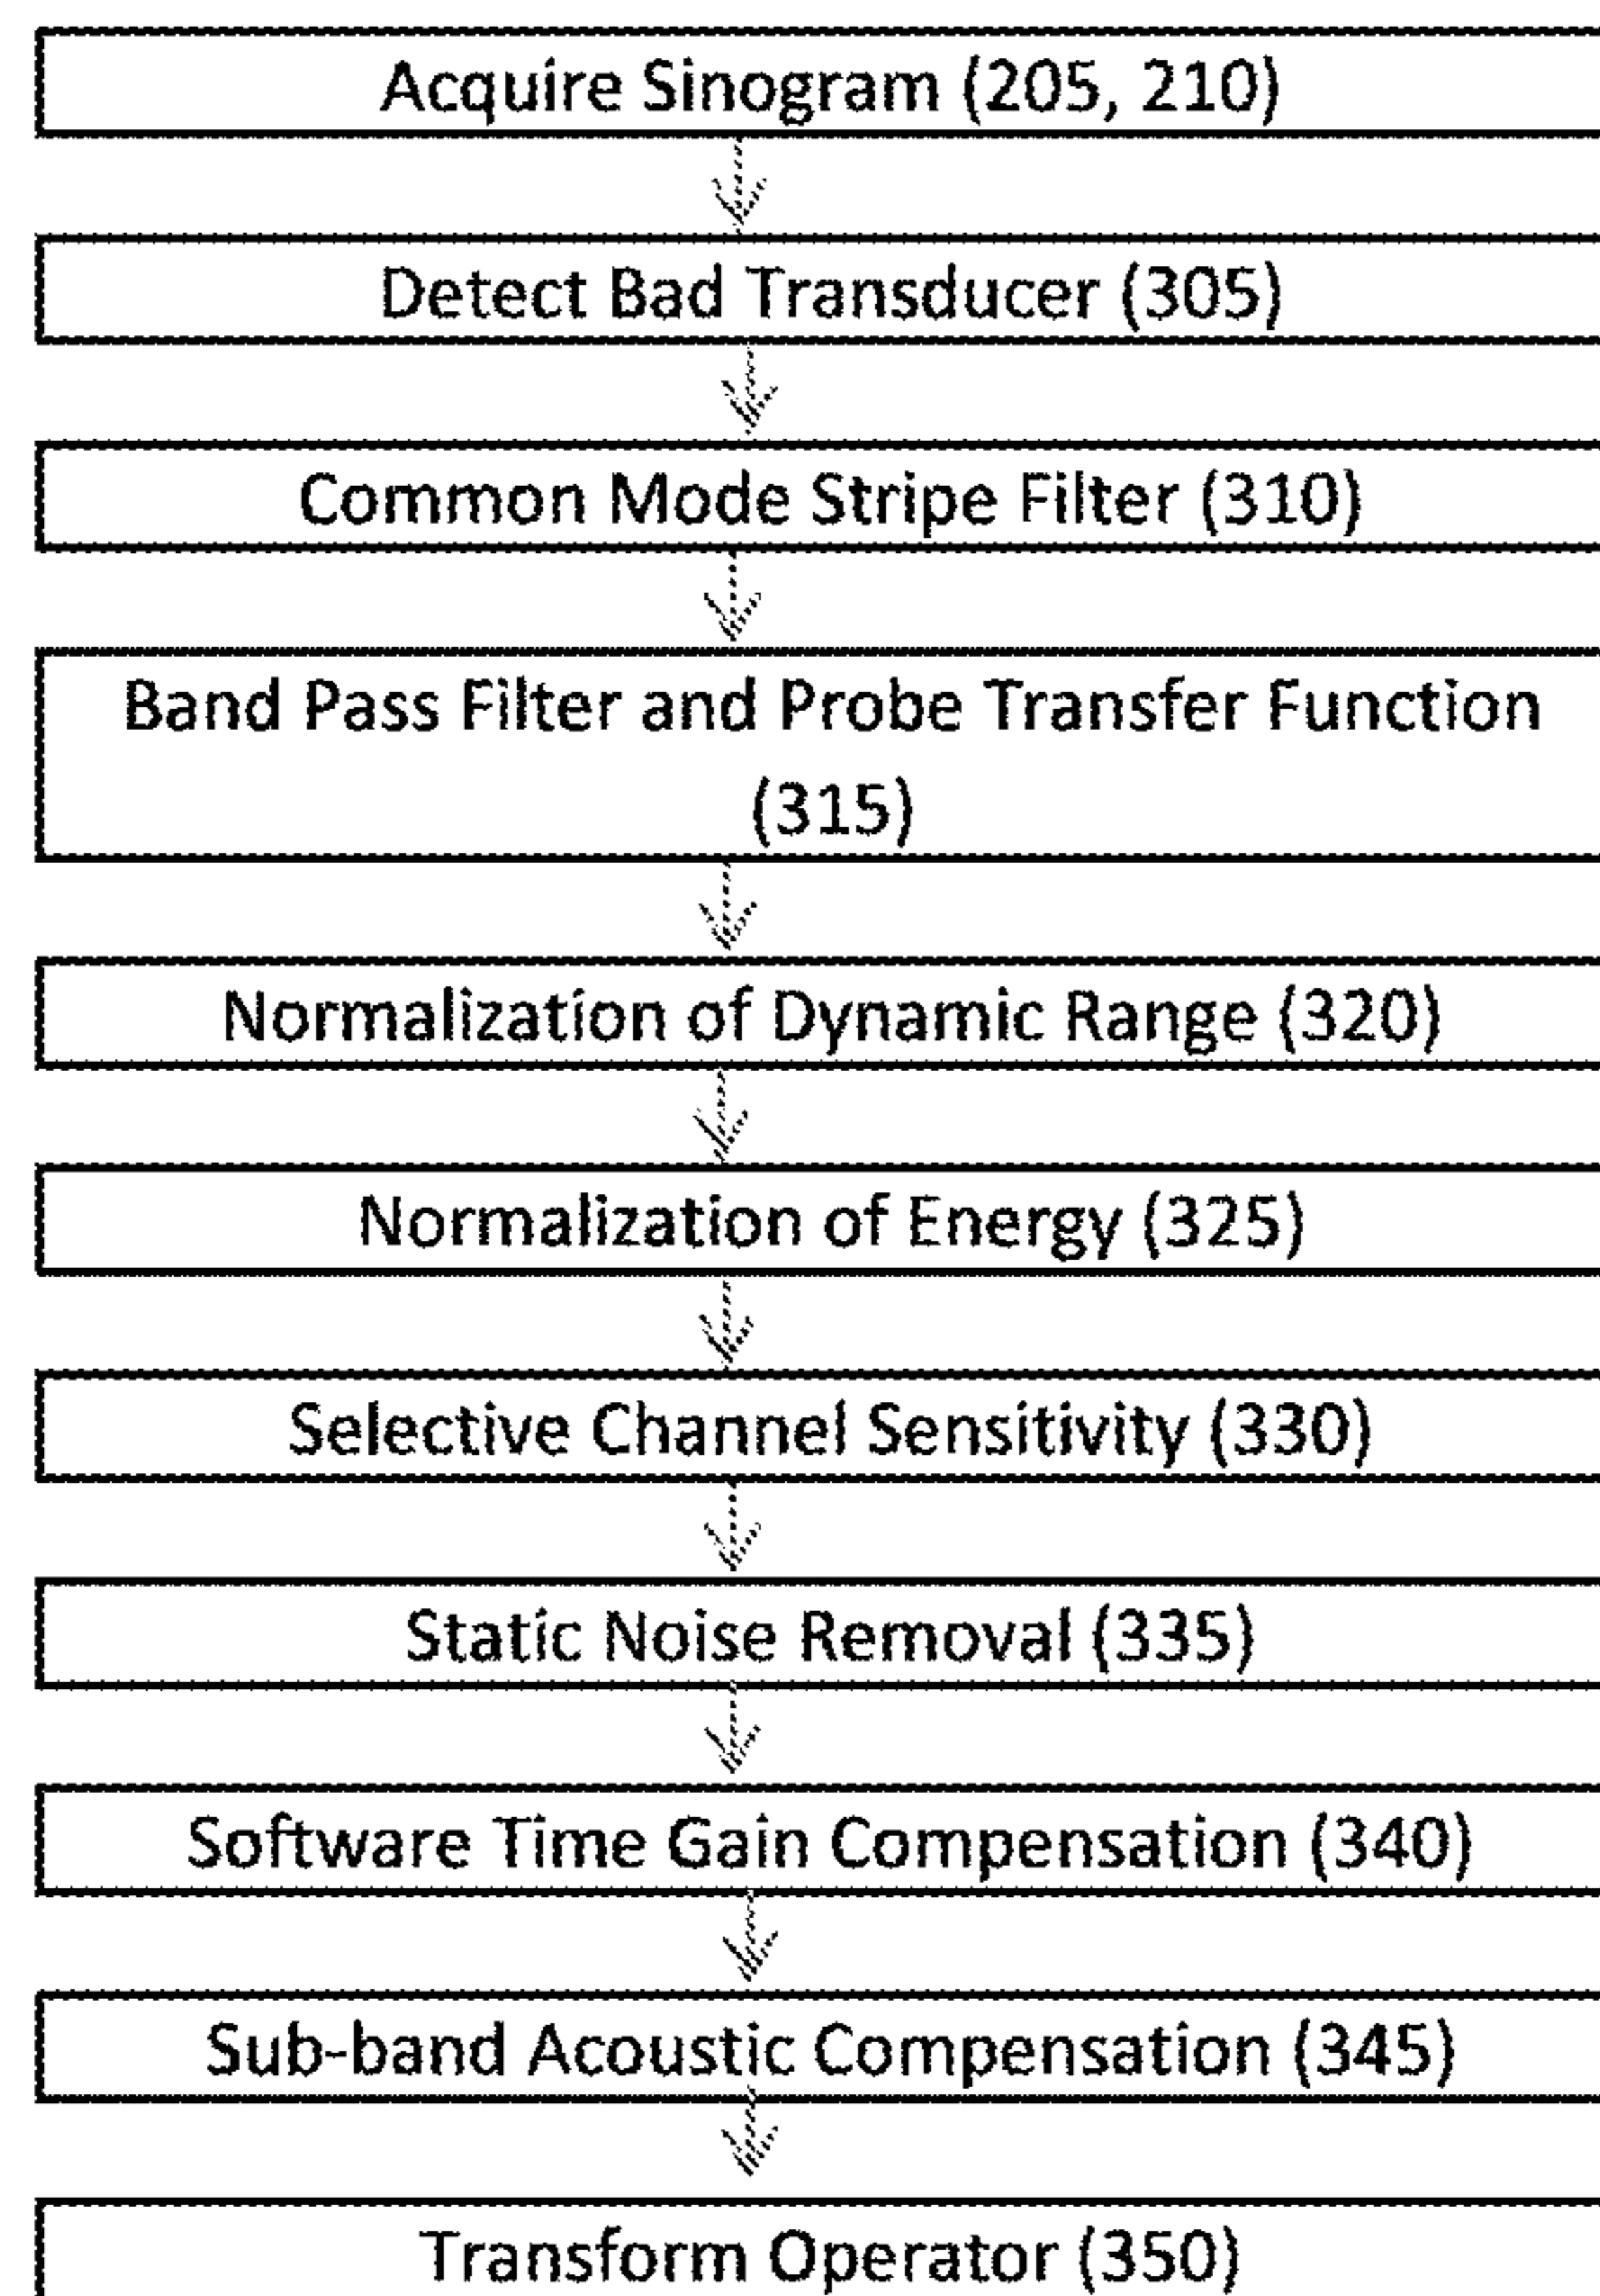 Acquire Sinogram (205, 210)
Detect Bad Transducer (305)
Common Mode Stripe Filter (310)
Band Pass Filter and Probe Transfer Function
(315)
Normalization of Dynamic Range (320)
Normalization of Energy (325)
Selective Channel Sensitivity (330)
Static Noise Removal (335)
Software Time Gain Compensation (340)
Sub-band Acoustic Compensation (345)
Transform Operator (350)